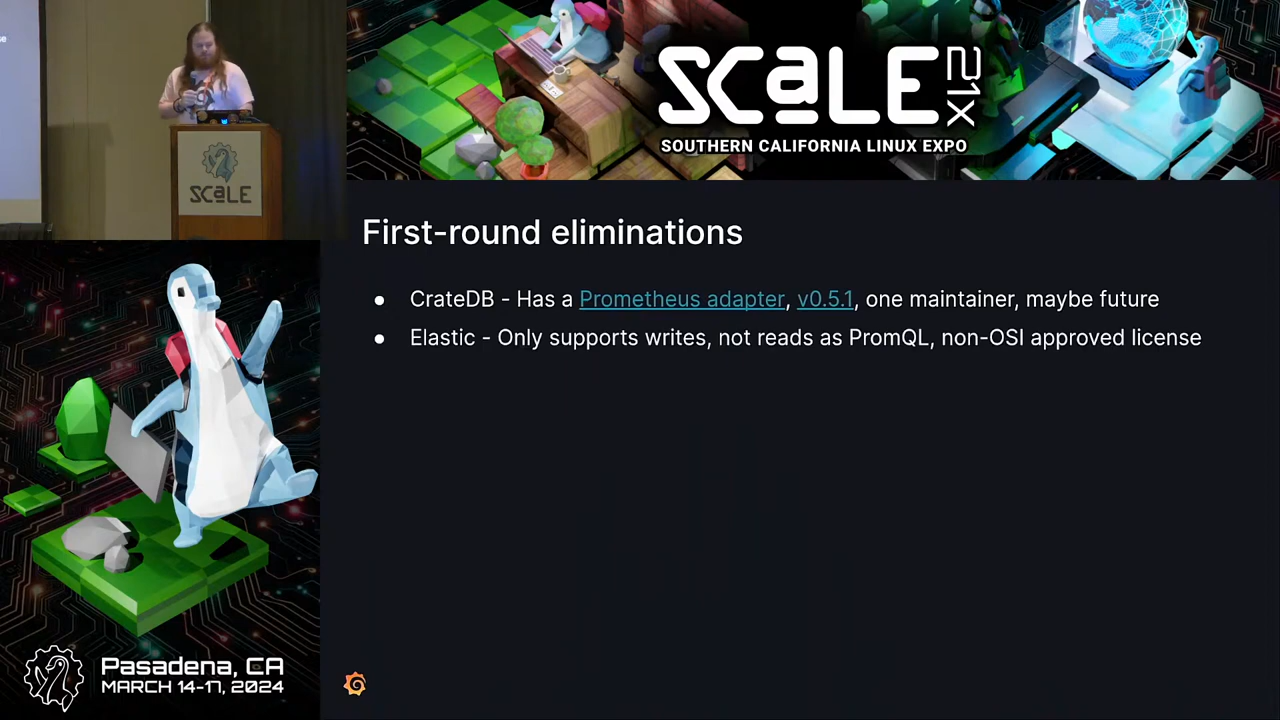 e
SCALE
21X
SOUTHERN CALIFORNIA LINUX EXPO
SCALE
First-round eliminations
● CrateDB - Has a Prometheus adapter, v0.5.1, one maintainer, maybe future
● Elastic - Only supports writes, not reads as PromQL, non-OSI approved license
Pasadena, CA
MARCH 14-17, 2024